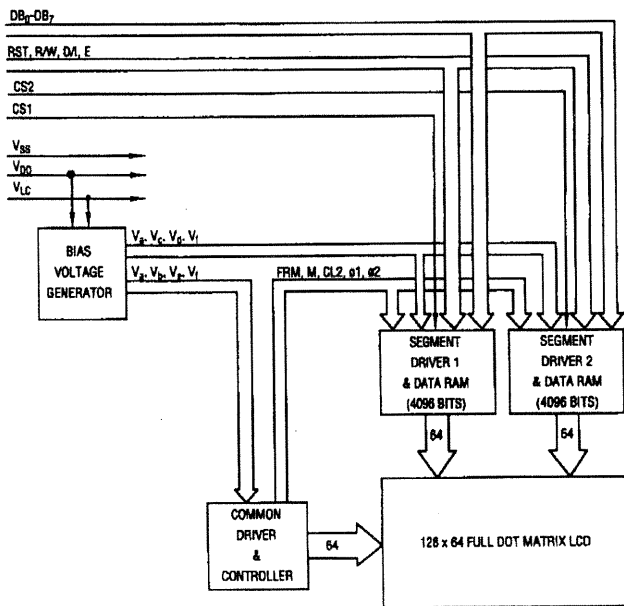 DB0-DB7
RST, R/W, D/I, E
CS2
CS1
VSS
VDD
VLC
BIAS
VOLTAGE
GENERATOR
Va, Vc, Vd, Vf
Va, Vb, Ve, Vf
FRM, M, CL2, ø1, ø2
SEGMENT
DRIVER 1
& DATA RAM
(4096 BITS)
SEGMENT
DRIVER 2
& DATA RAM
(4096 BITS)
64
64
COMMON
DRIVER
&
CONTROLLER
64
128 x 64 FULL DOT MATRIX LCD